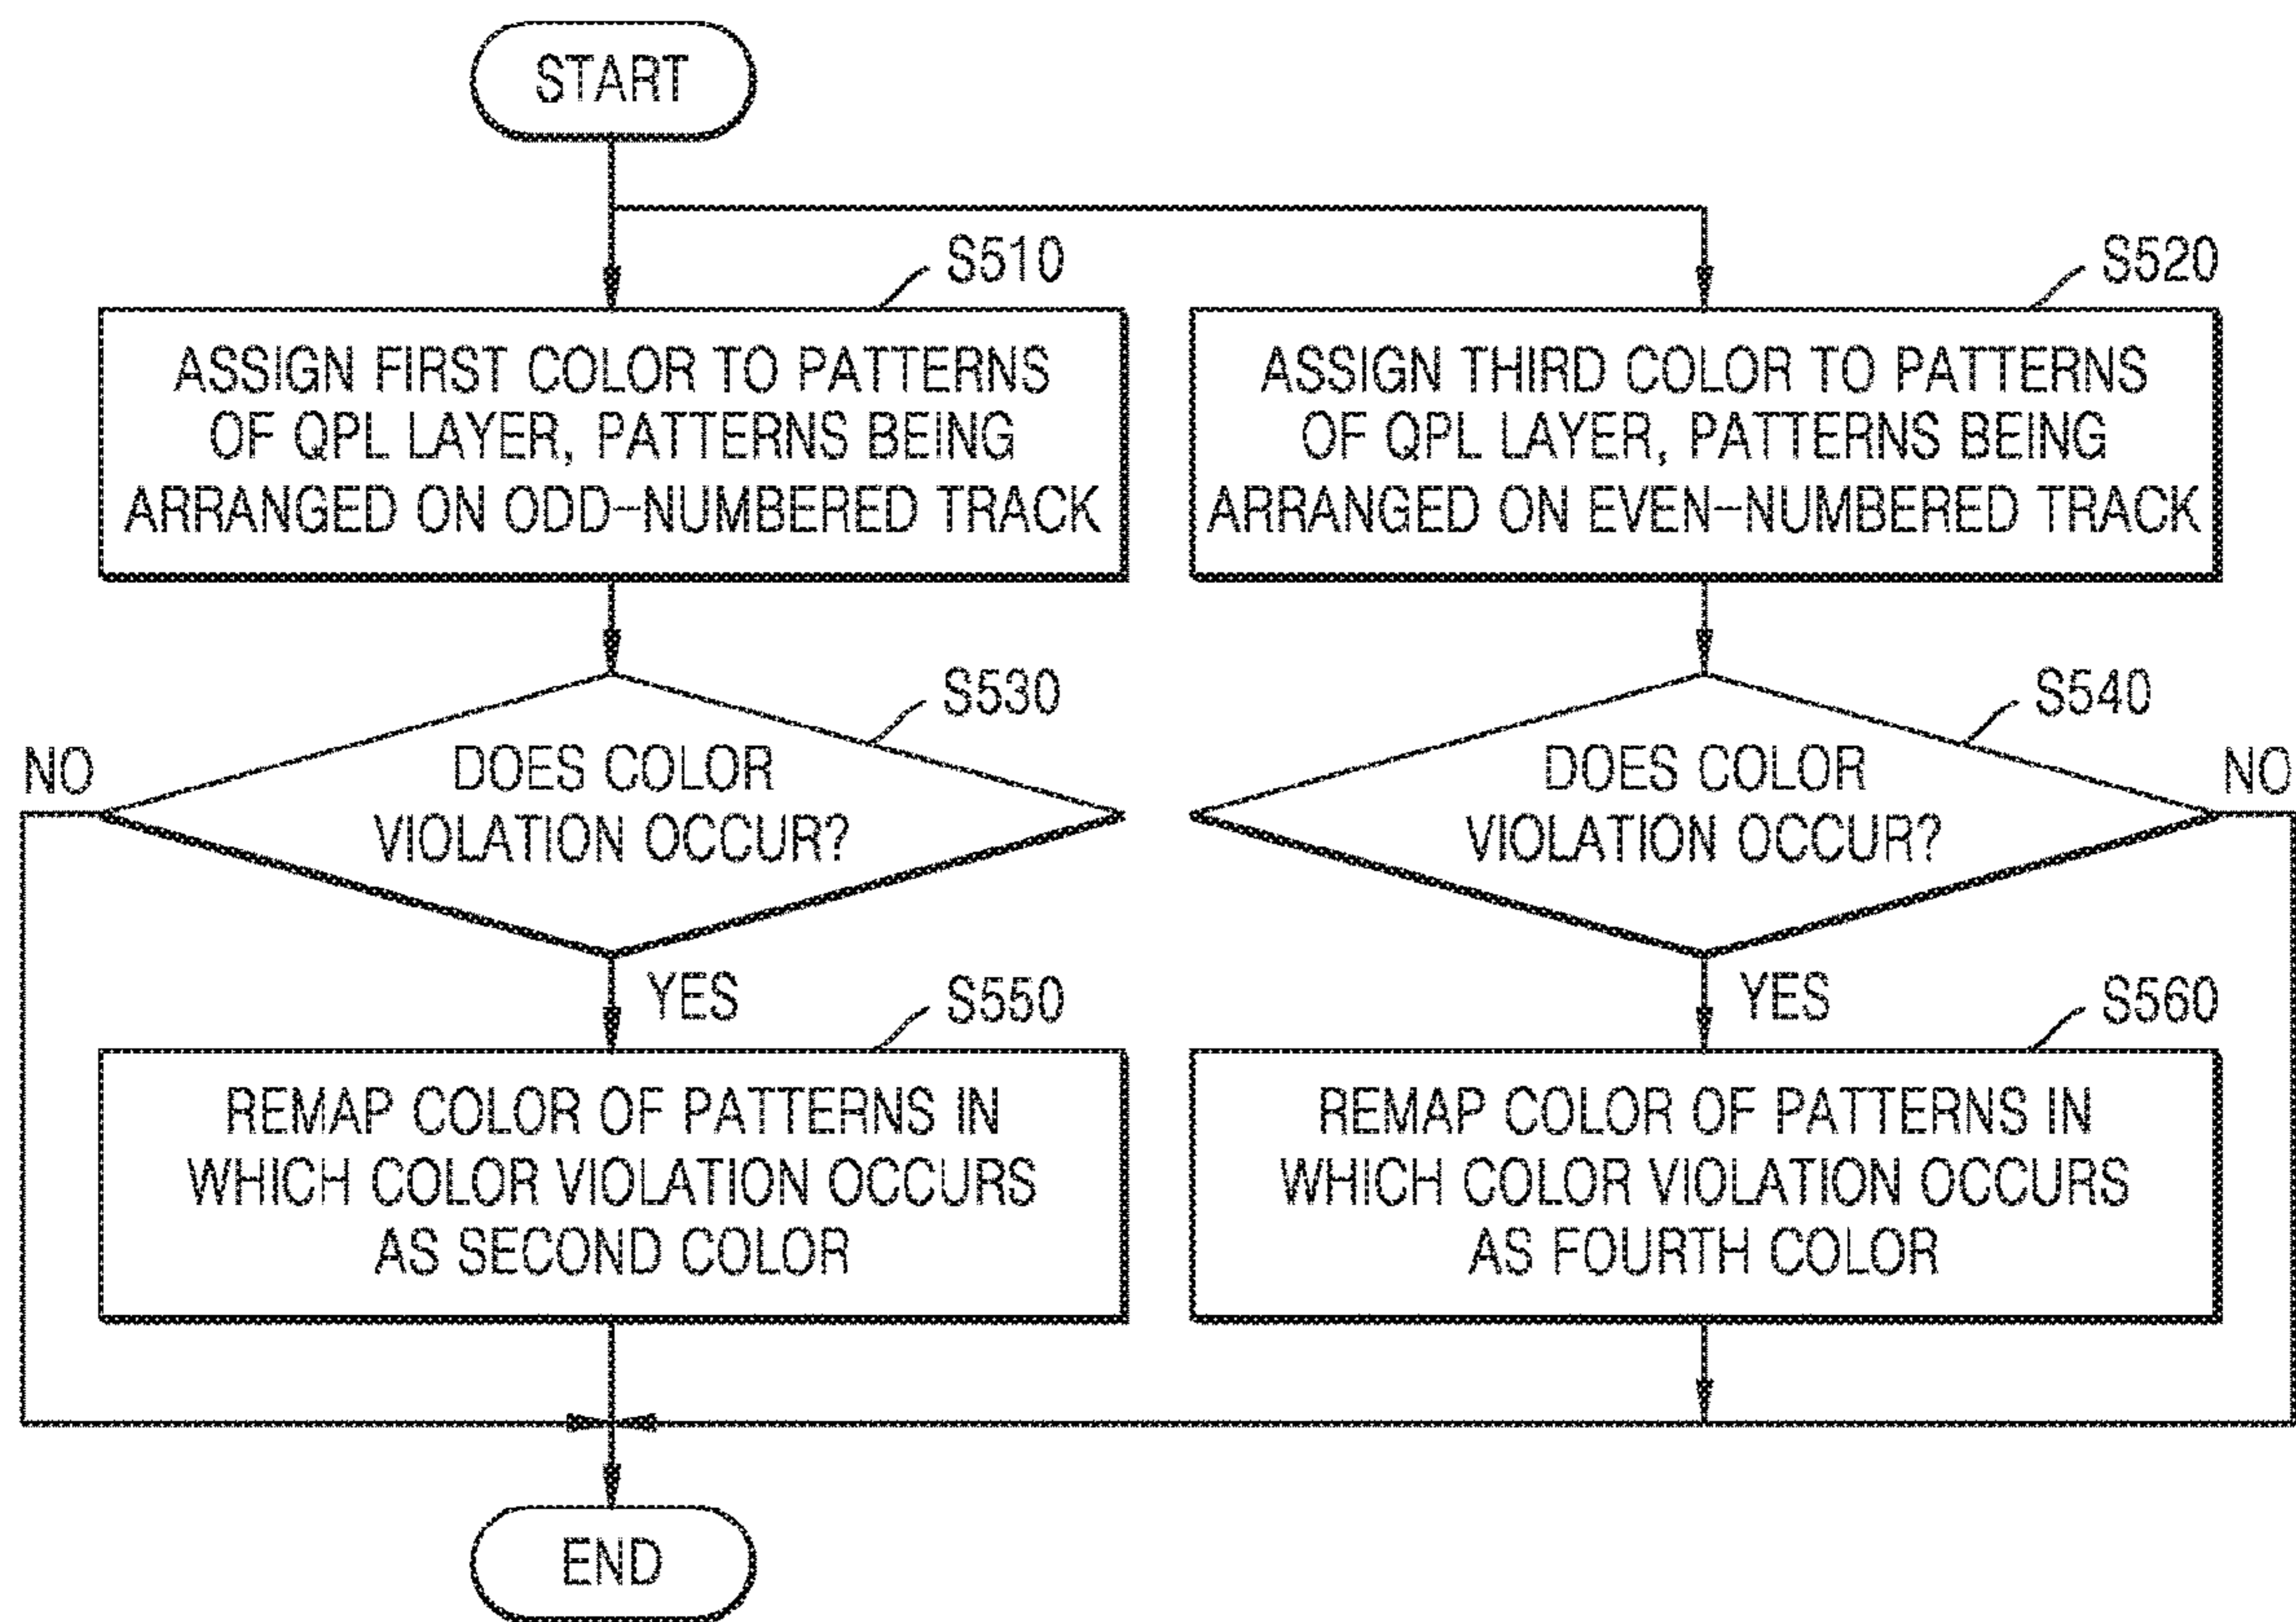 START
S510
ASSIGN FIRST COLOR TO PATTERNS
OF QPL LAYER, PATTERNS BEING
ARRANGED ON ODD-NUMBERED TRACK
S520
ASSIGN THIRD COLOR TO PATTERNS
OF QPL LAYER, PATTERNS BEING
ARRANGED ON EVEN-NUMBERED TRACK
S530
NO
DOES COLOR
VIOLATION OCCUR?
YES
S540
DOES COLOR
VIOLATION OCCUR?
NO
YES
S550
REMAP COLOR OF PATTERNS IN
WHICH COLOR VIOLATION OCCURS
AS SECOND COLOR
S560
REMAP COLOR OF PATTERNS IN
WHICH COLOR VIOLATION OCCURS
AS FOURTH COLOR
END